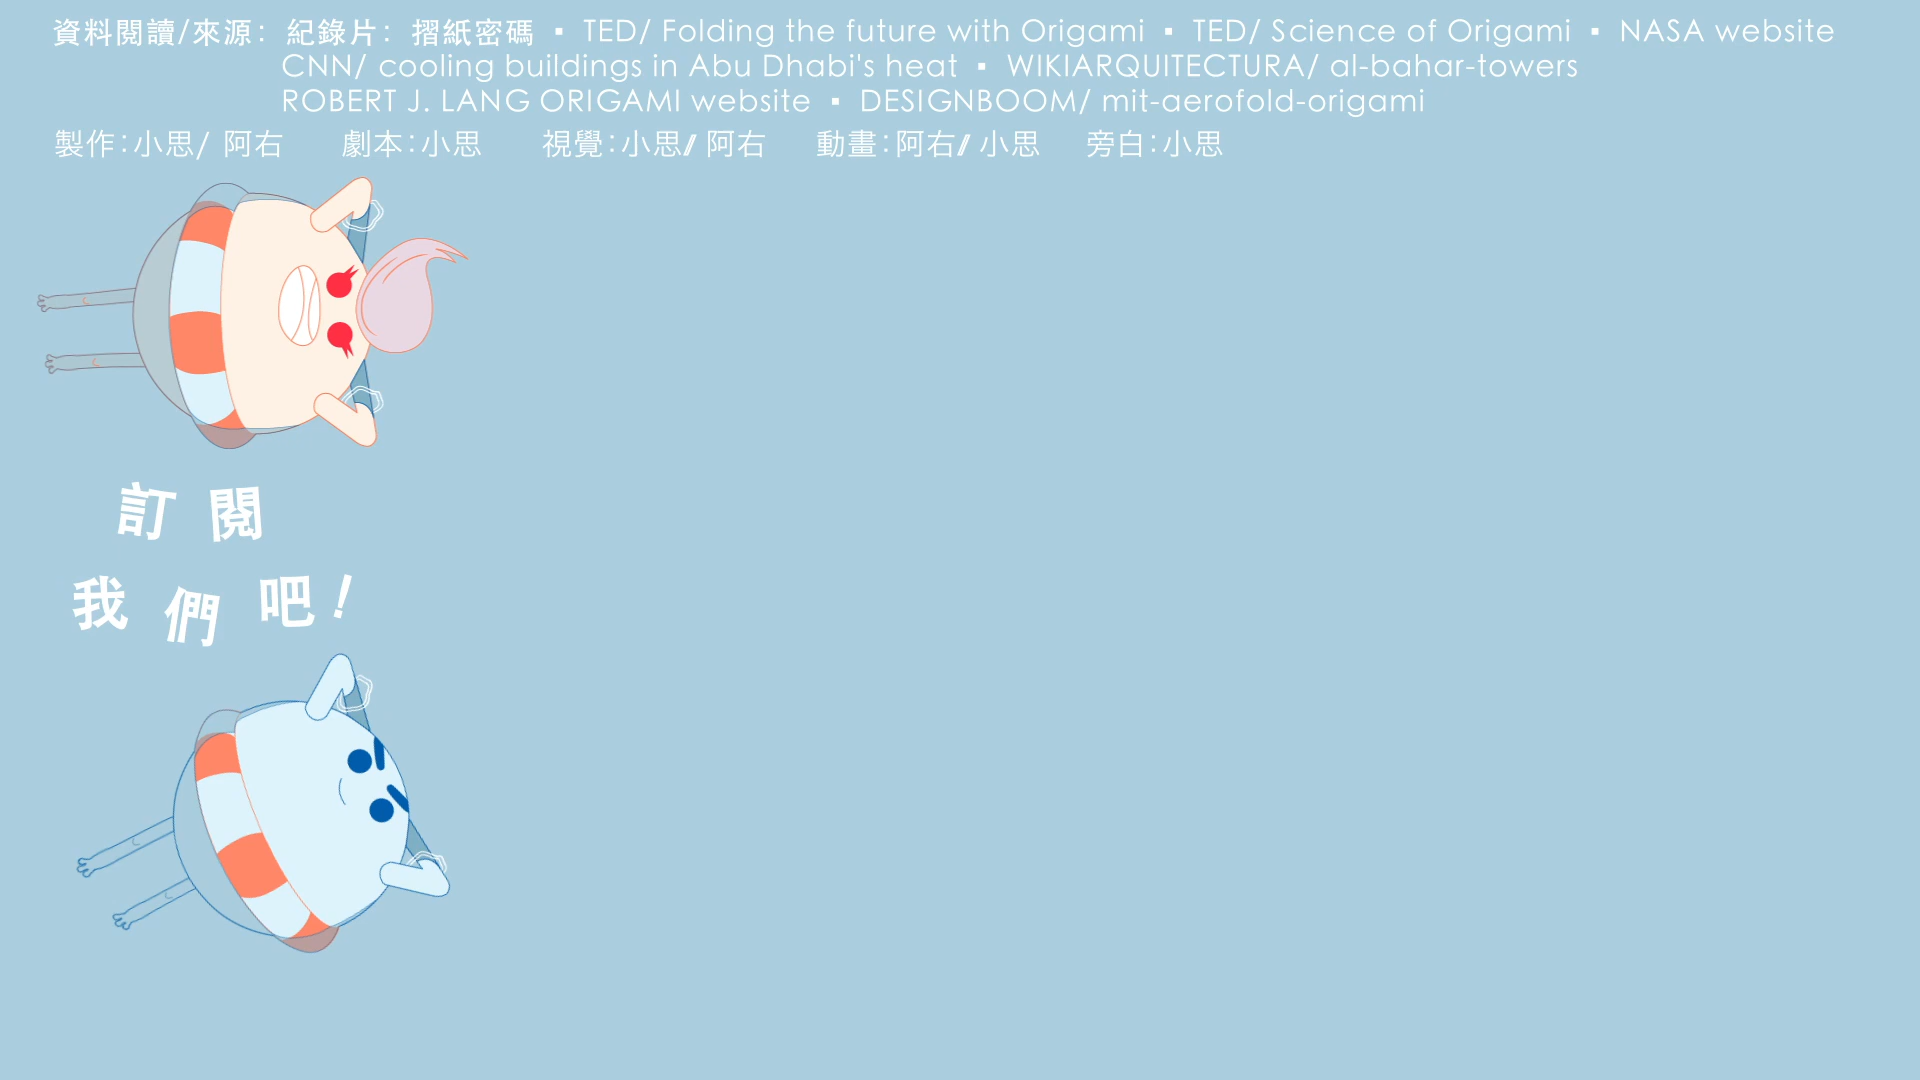 資料閱讀/來源： 紀錄片： 摺紙密碼 ▪ TED/ Folding the future with Origami ▪ TED/ Science of Origami ▪ NASA website
CNN/ cooling buildings in Abu Dhabi's heat ▪ WIKIARQUITECTURA/ al-bahar-towers
ROBERT J. LANG ORIGAMI website ▪ DESIGNBOOM/ mit-aerofold-origami
製作：小思/ 阿右 劇本：小思 視覺：小思// 阿右 動畫：阿右// 小思 旁白：小思
訂閱
我們吧！